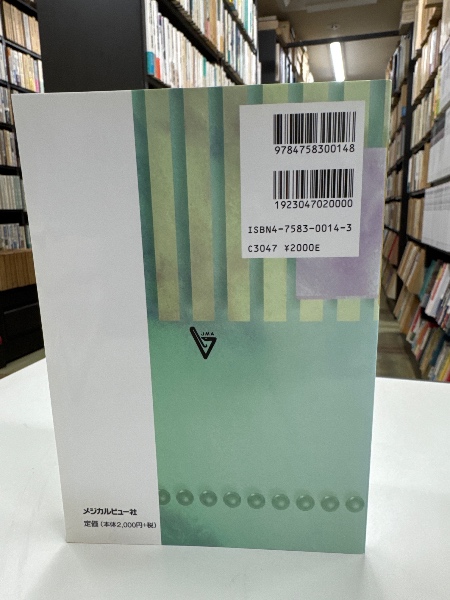 9784758300148
1923047020000
ISBN4-7583-0014-3
C3047 ¥2000E
JMA
メジカルビュー社
定価(本体2,000円+税)